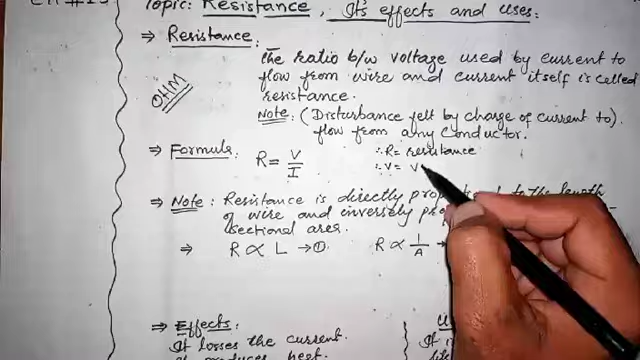 Topic: Resistance, It's effects and uses:
⇒ Resistance:
The Ratio b/w voltage used by current to
flow from wire and current itself is called
resistance.
OHM
Note: (Disturbance felt by charge of current to)
flow from any conductor.
⇒ Formula: R = V/I
∴ R = resistance
∴ V = V
⇒ Note: Resistance is directly to the length
of wire and inversely
sectional area.
⇒ R ∝ L → ① R ∝ 1/A →
⇒ Effects:
It losses the current.
It produces heat.
It